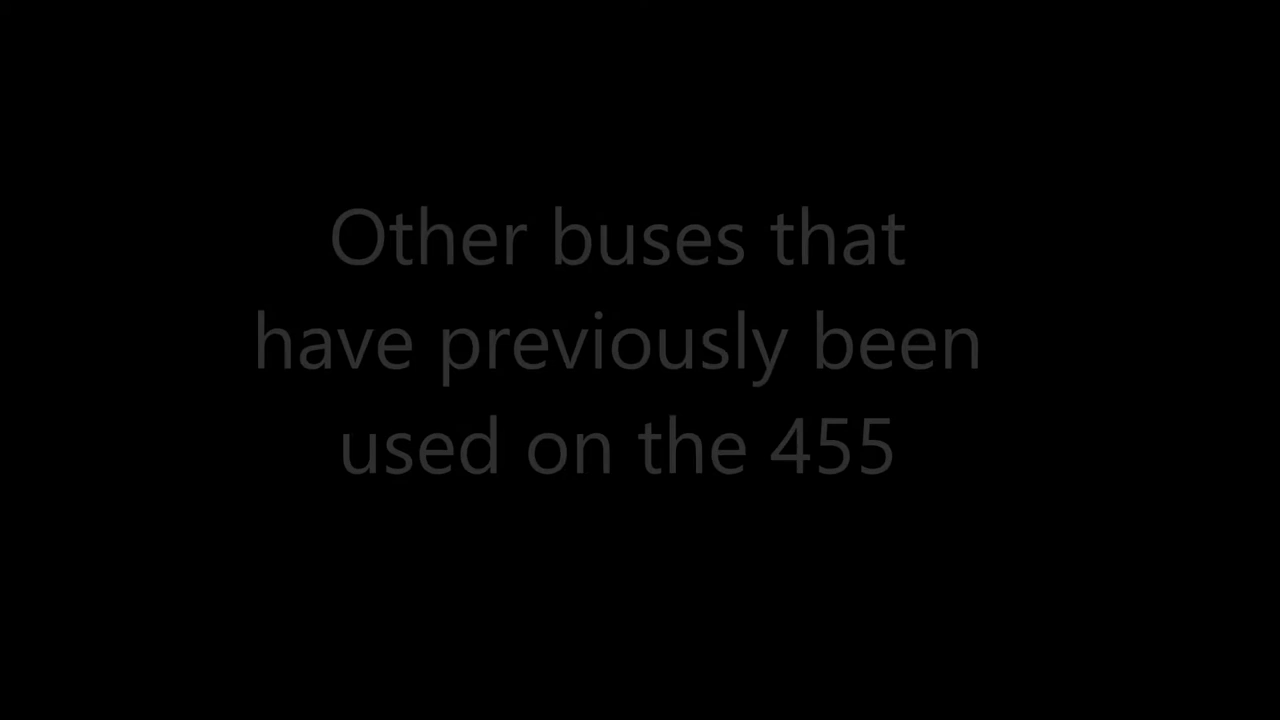 Other buses that
have previously been
used on the 455